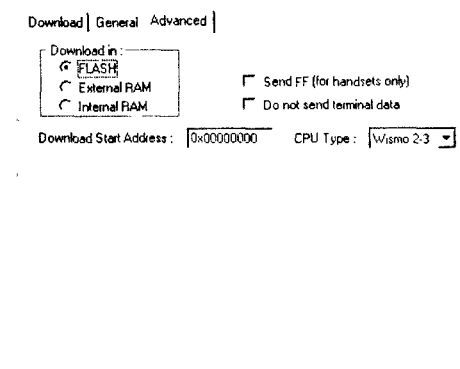 Download General Advanced
Download in :
FLASH
External RAM
Internal RAM
Send FF (for handsets only)
Do not send terminal data
Download Start Address : 0x00000000 CPU Type : Wismo 2-3